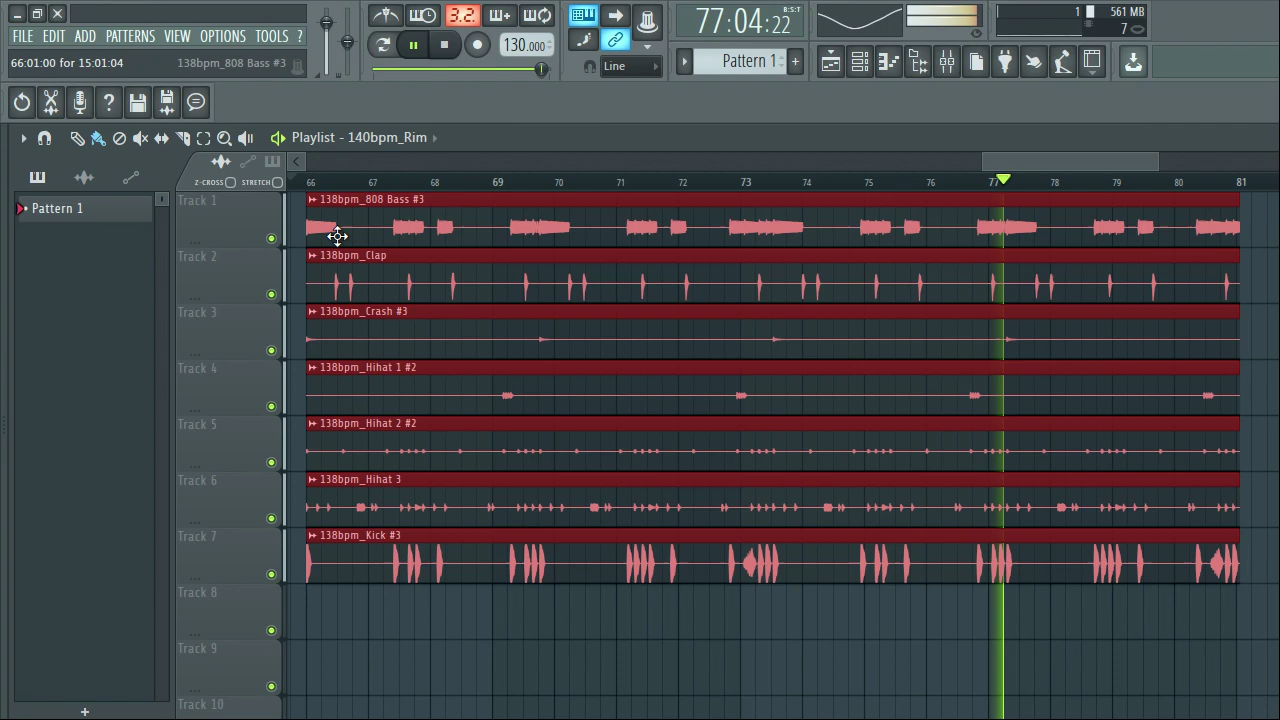 3.2
77:04:22
B:S:T
1
561 MB
7
FILE EDIT ADD PATTERNS VIEW OPTIONS TOOLS ?
130.000
66:01:00 for 15:01:04
138bpm_808 Bass #3
Line
Pattern 1
+
?
Playlist - 140bpm_Rim
Z-CROSS
STRETCH
66 67 68 69 70 71 72 73 74 75 76 77 78 79 80 81
Pattern 1
Track 1
138bpm_808 Bass #3
Track 2
138bpm_Clap
Track 3
138bpm_Crash #3
Track 4
138bpm_Hihat 1 #2
Track 5
138bpm_Hihat 2 #2
Track 6
138bpm_Hihat 3
Track 7
138bpm_Kick #3
Track 8
Track 9
Track 10
+